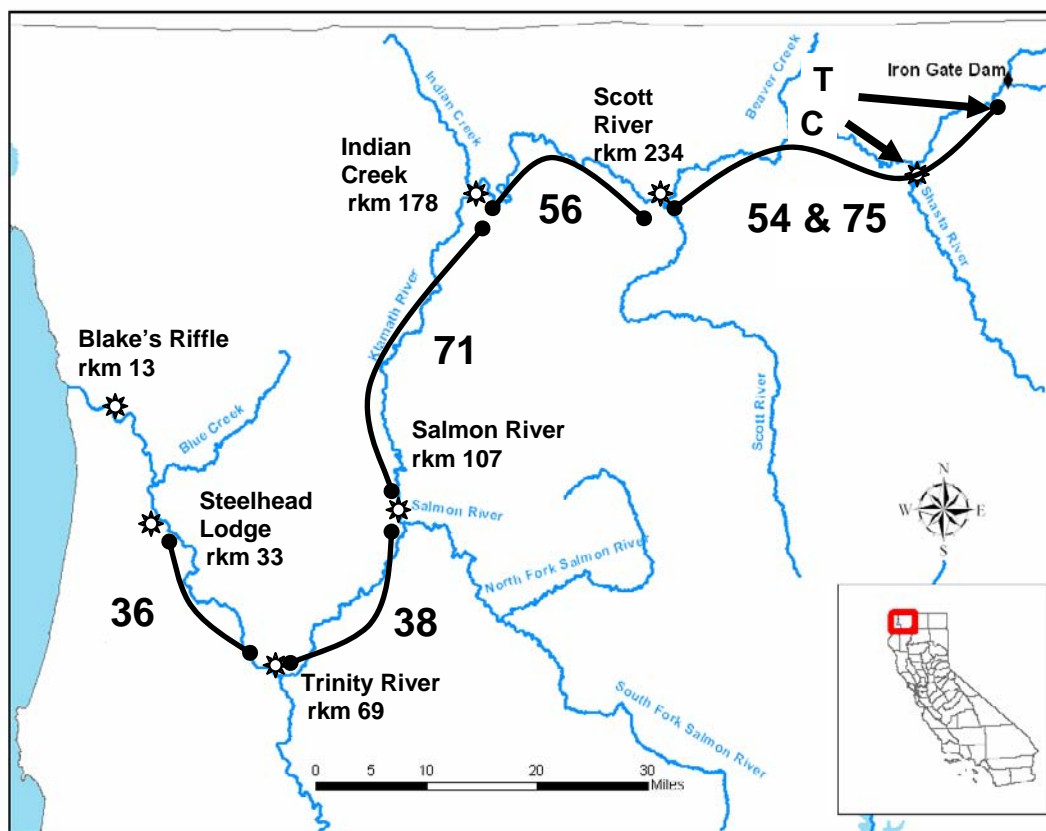 Iron Gate Dam
T
C
Beaver Creek
Indian Creek
Scott
River
rkm 234
Indian
Creek
rkm 178
56
54 & 75
Shasta River
Klamath River
71
Blake's Riffle
rkm 13
Blue Creek
Scott River
Salmon River
rkm 107
Salmon River
Steelhead
Lodge
rkm 33
North Fork Salmon River
N
W
E
S
36
38
Trinity River
rkm 69
South Fork Salmon River
0 5 10 20 30
Miles